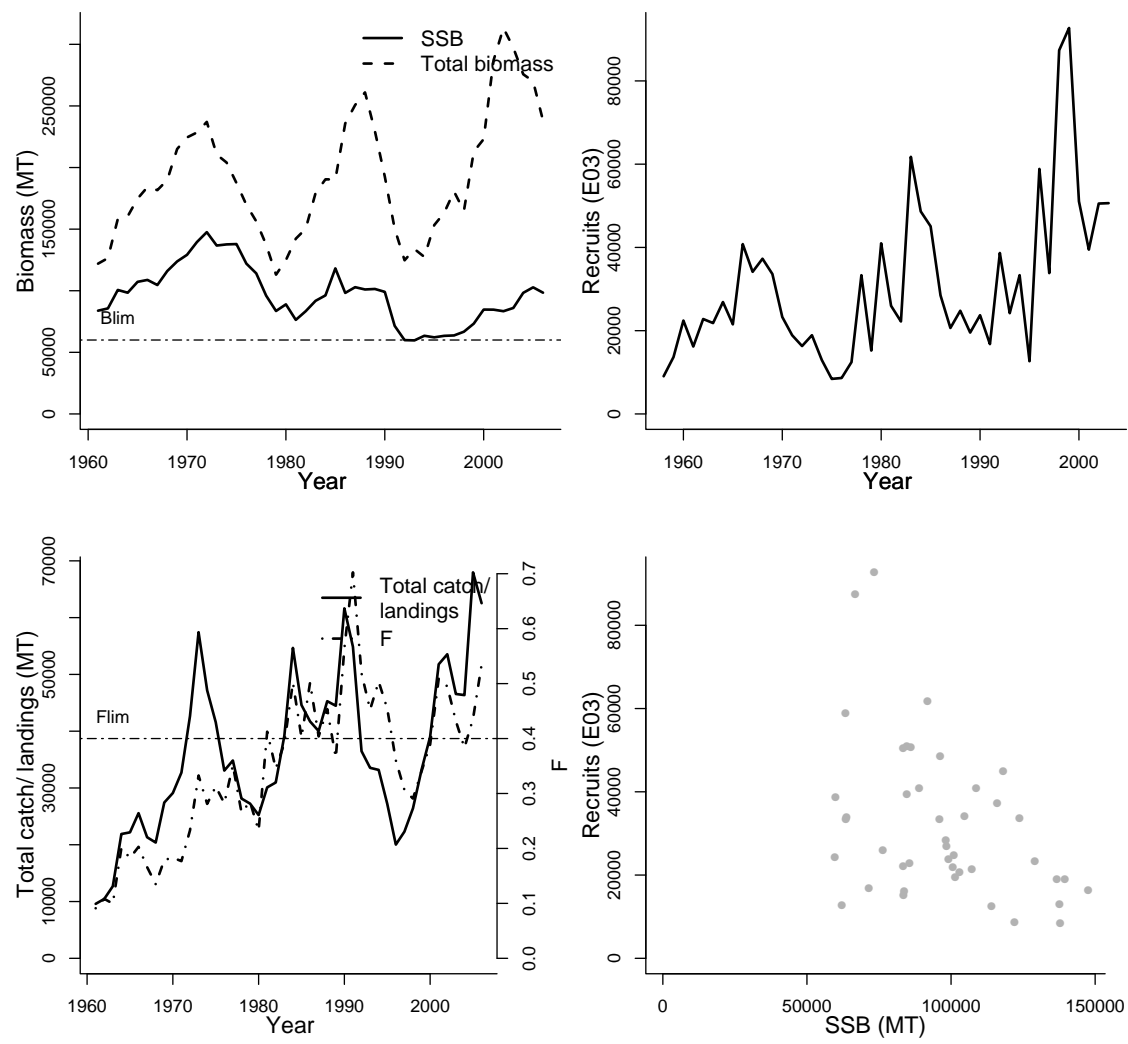 SSB
Total biomass
Blim
Biomass (MT)
0
50000
150000
250000
1960
1970
1980
1990
2000
Year
Recruits (E03)
0
20000
40000
60000
80000
1960
1970
1980
1990
2000
Year
Total catch/
landings
F
Flim
Total catch/ landings (MT)
0
10000
30000
50000
70000
F
0.0
0.1
0.2
0.3
0.4
0.5
0.6
0.7
1960
1970
1980
1990
2000
Year
Recruits (E03)
0
20000
40000
60000
80000
0
50000
100000
150000
SSB (MT)